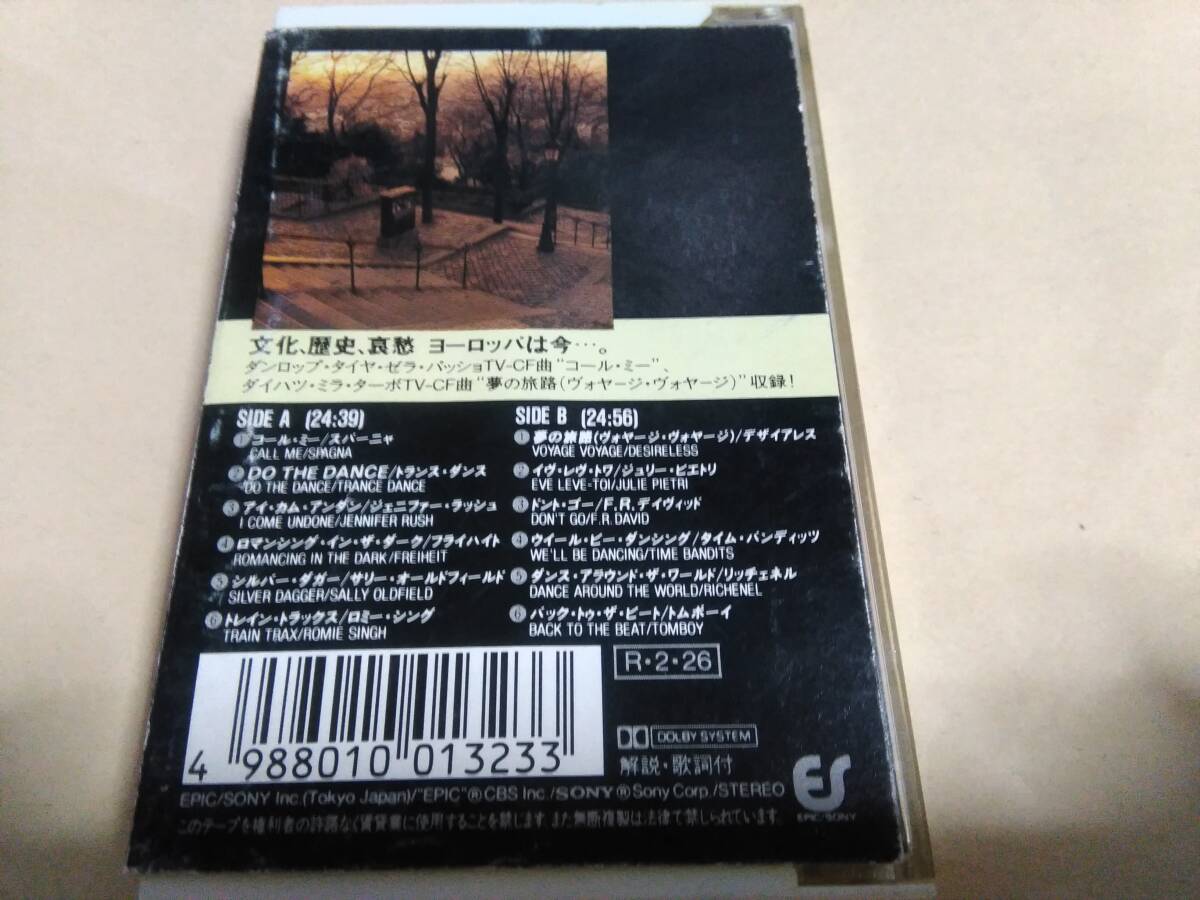 文化、歴史、哀愁 ヨーロッパは今…。
ダンロップ・タイヤ・ゼラ・パッショTV-CF曲“コール・ミー”、
ダイハツ・ミラ・ターボTV-CF曲“夢の旅路(ヴォヤージ・ヴォヤージ)”収録!
SIDE A (24:39)
❶コール・ミー/スパーニャ
CALL ME/SPAGNA
❷DO THE DANCE/トランス・ダンス
DO THE DANCE/TRANCE DANCE
❸アイ・カム・アンダン/ジェニファー・ラッシュ
I COME UNDONE/JENNIFER RUSH
❹ロマンシング・イン・ザ・ダーク/フライハイト
ROMANCING IN THE DARK/FREIHEIT
❺シルバー・ダガー/サリー・オールドフィールド
SILVER DAGGER/SALLY OLDFIELD
❻トレイン・トラックス/ロミー・シング
TRAIN TRAX/ROMIE SINGH
SIDE B (24:56)
❶夢の旅路(ヴォヤージ・ヴォヤージ)/デザイアレス
VOYAGE VOYAGE/DESIRELESS
❷イヴ・レヴ・トワ/ジュリー・ピエトリ
EVE LEVE-TOI/JULIE PIETRI
❸ドント・ゴー/F.R.デイヴィッド
DON'T GO/F.R. DAVID
❹ウイール・ビー・ダンシング/タイム・バンディッツ
WE'LL BE DANCING/TIME BANDITS
❺ダンス・アラウンド・ザ・ワールド/リッチェネル
DANCE AROUND THE WORLD/RICHENEL
❻バック・トゥ・ザ・ビート/トムボーイ
BACK TO THE BEAT/TOMBOY
R・2・26
4 988010 013233
DOLBY SYSTEM
解説・歌詞付
EPIC/SONY Inc.(Tokyo Japan)/“EPIC”® CBS Inc./SONY® Sony Corp./STEREO
EPIC/SONY
このテープを権利者の許諾なく賃貸業に使用することを禁じます。また無断複製は法律で禁じられています。